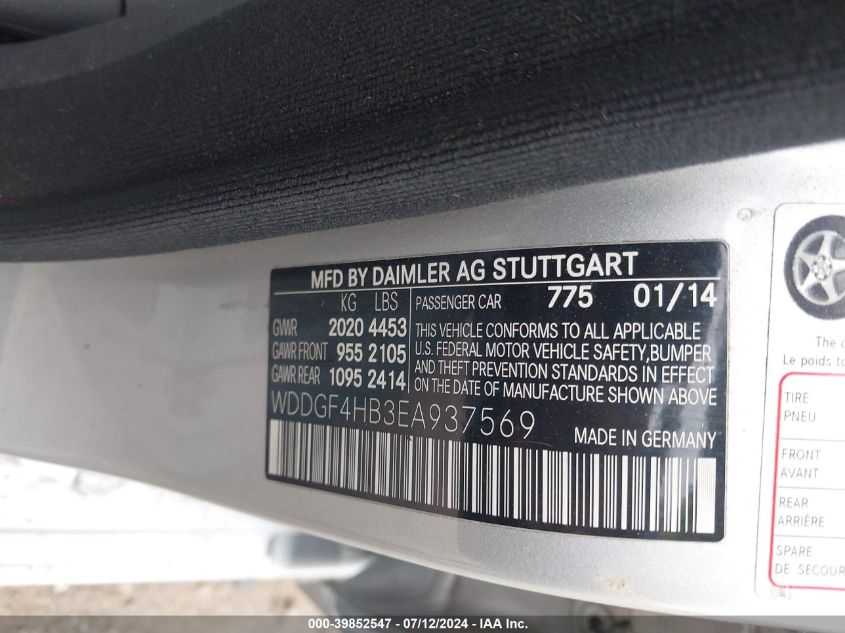 MFD BY DAIMLER AG STUTTGART
KG LBS
GVWR 2020 4453
GAWR FRONT 955 2105
GAWR REAR 1095 2414
PASSENGER CAR 775 01/14
THIS VEHICLE CONFORMS TO ALL APPLICABLE
U.S. FEDERAL MOTOR VEHICLE SAFETY,BUMPER
AND THEFT PREVENTION STANDARDS IN EFFECT
ON THE DATE OF MANUFACTURE SHOWN ABOVE
WDDGF4HB3EA937569
MADE IN GERMANY
The
Le poids
TIRE
PNEU
FRONT
AVANT
REAR
ARRIÈRE
SPARE
DE SECOUR
000-39852547 - 07/12/2024 - IAA Inc.